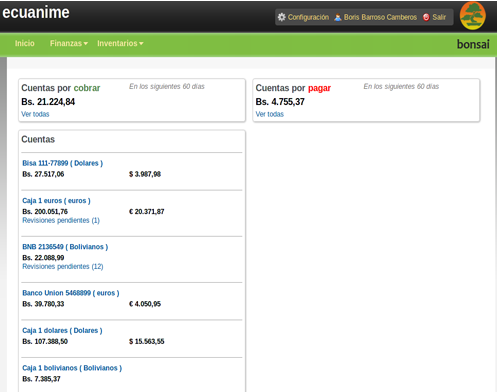 ecuanime
Configuración Boris Barroso Camberos Salir
Inicio Finanzas Inventarios bonsai
Cuentas por cobrar En los siguientes 60 días
Bs. 21.224,84
Ver todas
Cuentas por pagar En los siguientes 60 días
Bs. 4.755,37
Ver todas
Cuentas
Bisa 111-77899 ( Dolares )
Bs. 27.517,06 $ 3.987,98
Caja 1 euros ( euros )
Bs. 200.051,76 € 20.371,87
Revisiones pendientes (1)
BNB 2136549 ( Bolivianos )
Bs. 22.088,99
Revisiones pendientes (12)
Banco Union 5468899 ( euros )
Bs. 39.780,33 € 4.050,95
Caja 1 dolares ( Dolares )
Bs. 107.388,50 $ 15.563,55
Caja 1 bolivianos ( Bolivianos )
Bs. 7.385,37